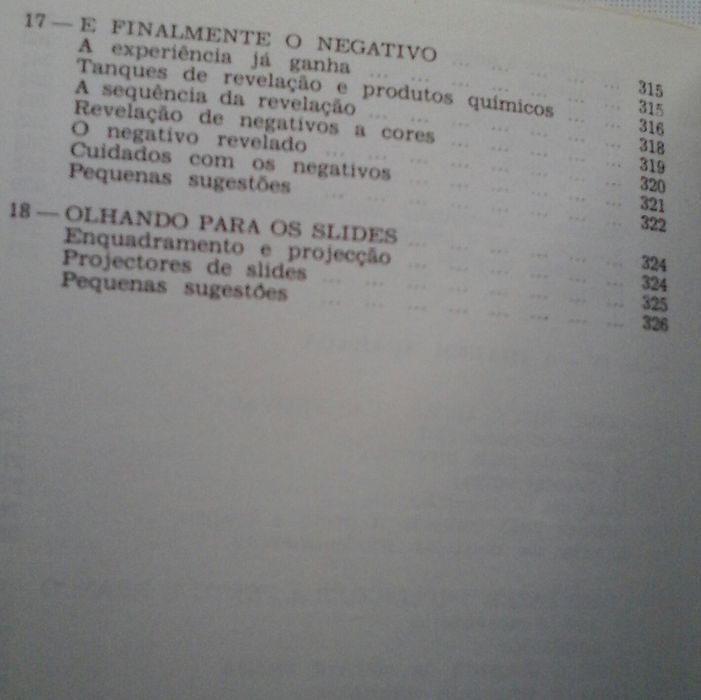 17 — E FINALMENTE O NEGATIVO ... ... ... ... ... 315
A experiência já ganha ... ... ... ... ... ... ... 315
Tanques de revelação e produtos químicos ... ... 316
A sequência da revelação ... ... ... ... ... ... ... 318
Revelação de negativos a cores ... ... ... ... ... 319
O negativo revelado ... ... ... ... ... ... ... ... 320
Cuidados com os negativos ... ... ... ... ... ... 321
Pequenas sugestões ... ... ... ... ... ... ... ... 322
18 — OLHANDO PARA OS SLIDES ... ... ... ... ... ... 324
Enquadramento e projecção ... ... ... ... ... ... 324
Projectores de slides ... ... ... ... ... ... ... ... 325
Pequenas sugestões ... ... ... ... ... ... ... ... 326